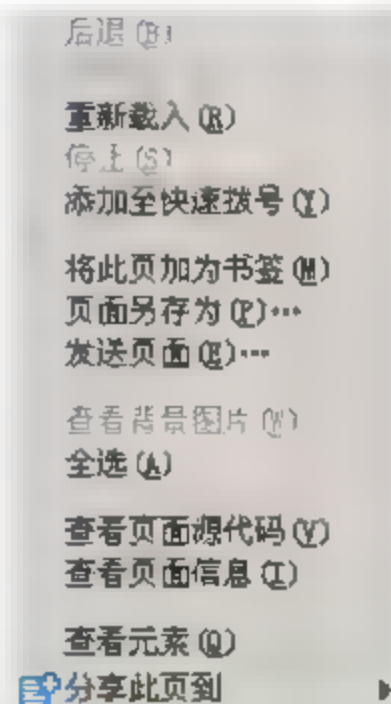 后退(B)
重新载入(R)
停止(S)
添加至快速拨号(Y)
将此页加为书签(M)
页面另存为(P)…
发送页面(E)…
查看背景图片(W)
全选(A)
查看页面源代码(V)
查看页面信息(I)
查看元素(Q)
分享此页到